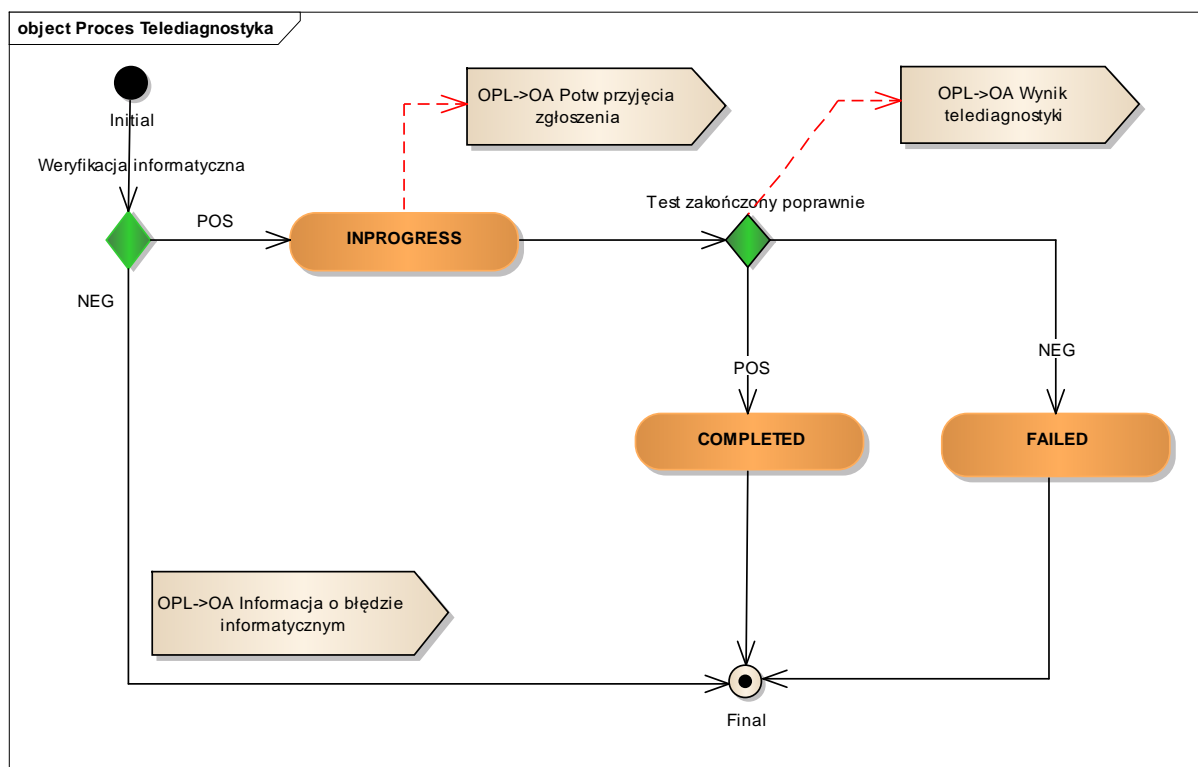 object Proces Telediagnostyka
Initial
Weryfikacja informatyczna
POS
NEG
INPROGRESS
OPL->OA Potw przyjęcia
zgłoszenia
OPL->OA Wynik
telediagnostyki
Test zakończony poprawnie
POS
NEG
COMPLETED
FAILED
OPL->OA Informacja o błędzie
informatycznym
Final